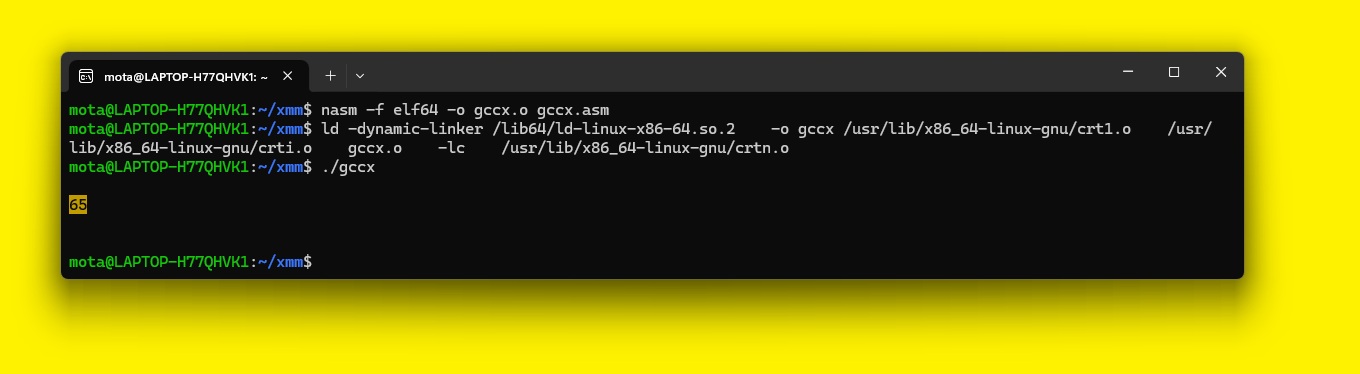 mota@LAPTOP-H77QHVK1: ~
mota@LAPTOP-H77QHVK1:~/xmm$ nasm -f elf64 -o gccx.o gccx.asm
mota@LAPTOP-H77QHVK1:~/xmm$ ld -dynamic-linker /lib64/ld-linux-x86-64.so.2    -o gccx /usr/lib/x86_64-linux-gnu/crt1.o    /usr/
lib/x86_64-linux-gnu/crti.o    gccx.o    -lc    /usr/lib/x86_64-linux-gnu/crtn.o
mota@LAPTOP-H77QHVK1:~/xmm$ ./gccx
65
mota@LAPTOP-H77QHVK1:~/xmm$